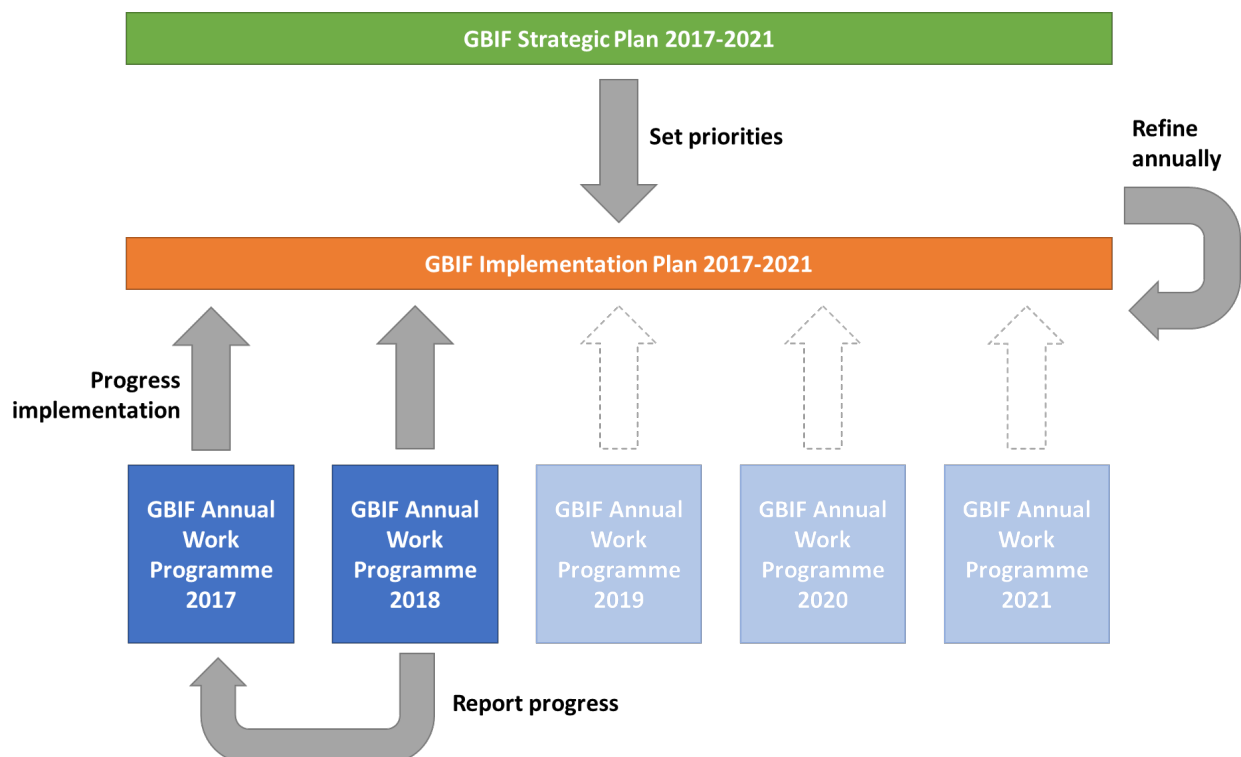 GBIF Strategic Plan 2017-2021
Set priorities
Refine
annually
GBIF Implementation Plan 2017-2021
Progress
implementation
GBIF Annual
Work
Programme
2017
GBIF Annual
Work
Programme
2018
GBIF Annual
Work
Programme
2019
GBIF Annual
Work
Programme
2020
GBIF Annual
Work
Programme
2021
Report progress